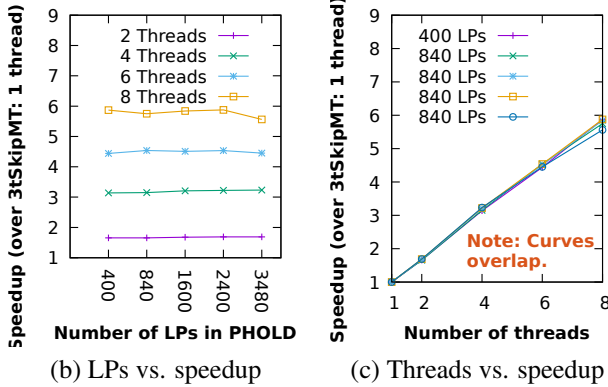 Speedup (over 3tSkipMT: 1 thread)
9
8
7
6
5
4
3
2
1
2 Threads
4 Threads
6 Threads
8 Threads
400
840
1600
2400
3480
Number of LPs in PHOLD
(b) LPs vs. speedup
Speedup (over 3tSkipMT: 1 thread)
9
8
7
6
5
4
3
2
1
400 LPs
840 LPs
840 LPs
840 LPs
840 LPs
Note: Curves
overlap.
1 2 4 6 8
Number of threads
(c) Threads vs. speedup